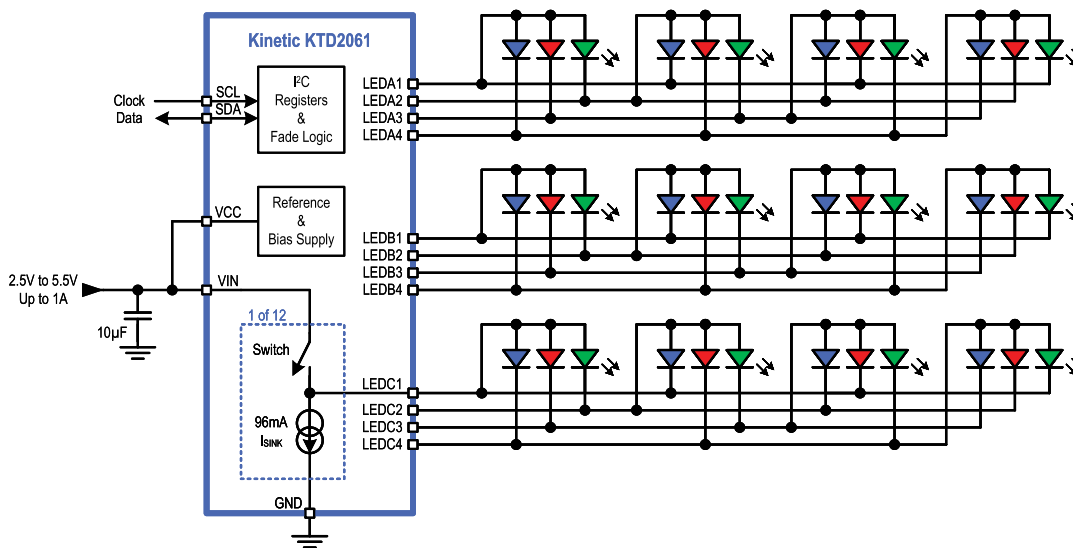 Kinetic KTD2061
I²C
Registers
&
Fade Logic
Clock
Data
SCL
SDA
LEDA1
LEDA2
LEDA3
LEDA4
VCC
Reference
&
Bias Supply
LEDB1
LEDB2
LEDB3
LEDB4
2.5V to 5.5V
Up to 1A
VIN
10µF
1 of 12
Switch
96mA
ISINK
LEDC1
LEDC2
LEDC3
LEDC4
GND